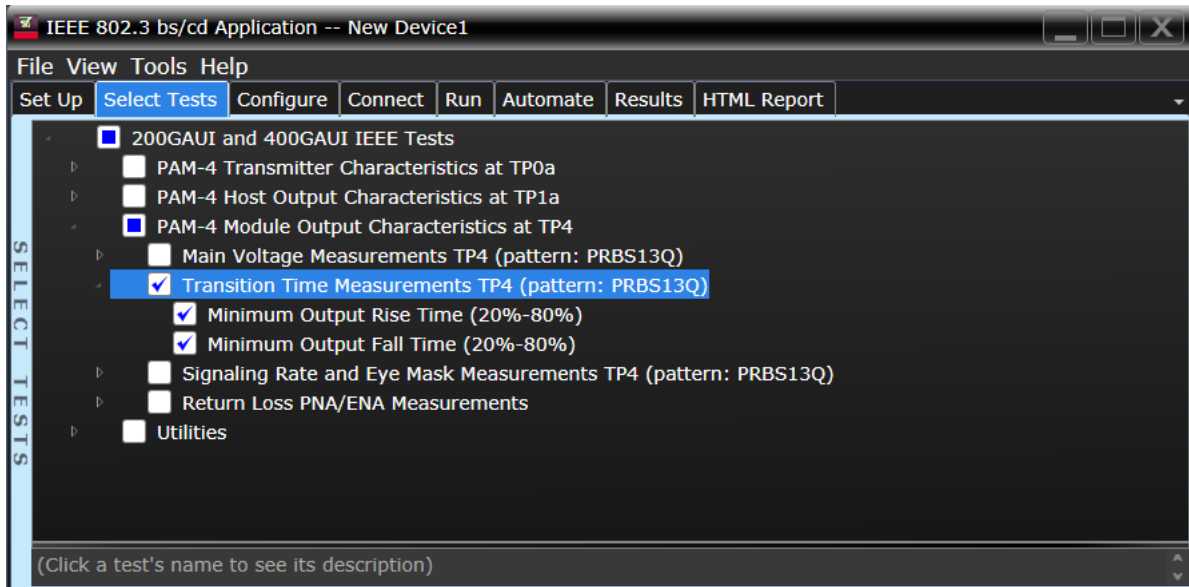 IEEE 802.3 bs/cd Application -- New Device1
File View Tools Help
Set Up Select Tests Configure Connect Run Automate Results HTML Report
SELECT TESTS
200GAUI and 400GAUI IEEE Tests
PAM-4 Transmitter Characteristics at TP0a
PAM-4 Host Output Characteristics at TP1a
PAM-4 Module Output Characteristics at TP4
Main Voltage Measurements TP4 (pattern: PRBS13Q)
Transition Time Measurements TP4 (pattern: PRBS13Q)
Minimum Output Rise Time (20%-80%)
Minimum Output Fall Time (20%-80%)
Signaling Rate and Eye Mask Measurements TP4 (pattern: PRBS13Q)
Return Loss PNA/ENA Measurements
Utilities
(Click a test's name to see its description)